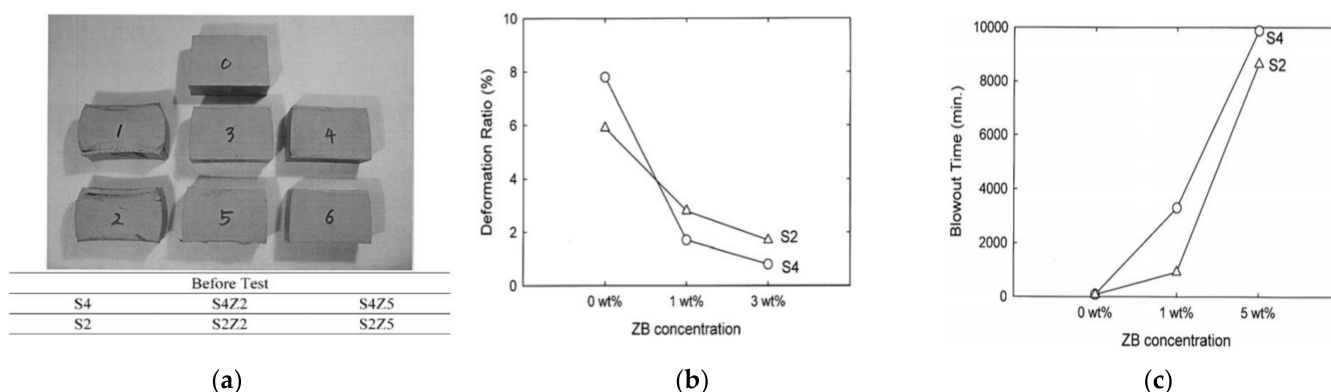 0
1 3 4
2 5 6
Before Test
S4 S4Z2 S4Z5
S2 S2Z2 S2Z5
(a)
10
8
6
4
2
0
Deformation Ratio (%)
S2
S4
0 wt% 1 wt% 3 wt%
ZB concentration
(b)
10000
8000
6000
4000
2000
0
Blowout Time (min.)
S4
S2
0 wt% 1 wt% 5 wt%
ZB concentration
(c)